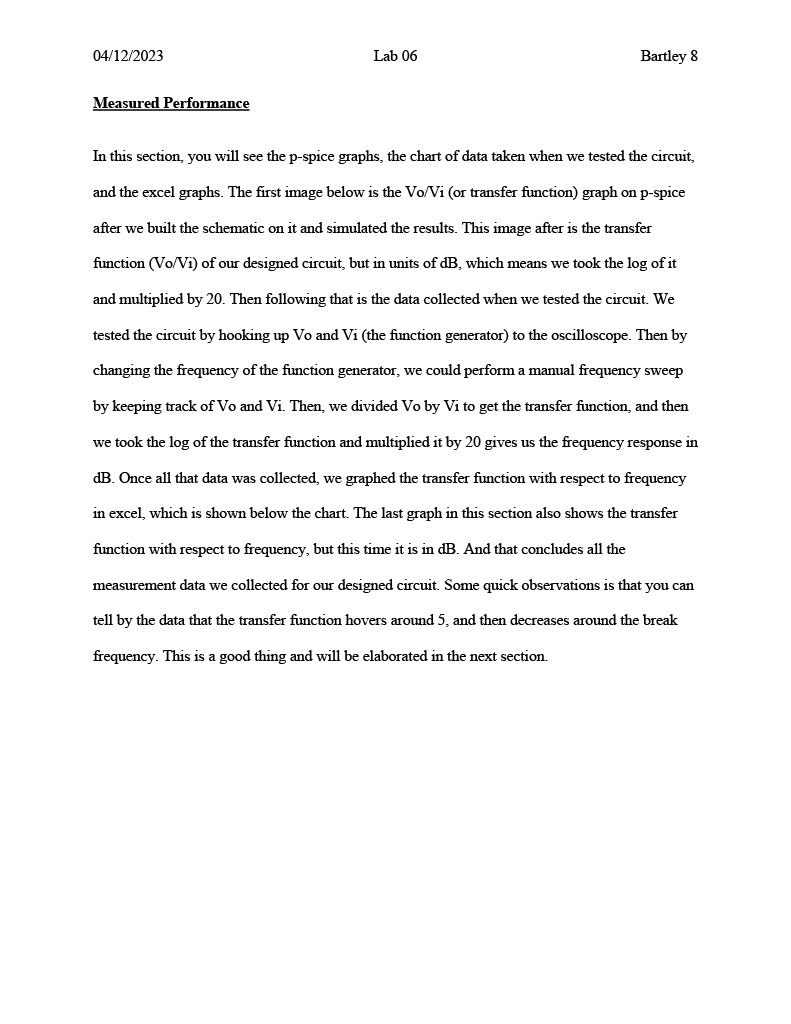 04/12/2023 Lab 06 Bartley 8
Measured Performance
In this section, you will see the p-spice graphs, the chart of data taken when we tested the circuit,
and the excel graphs. The first image below is the Vo/Vi (or transfer function) graph on p-spice
after we built the schematic on it and simulated the results. This image after is the transfer
function (Vo/Vi) of our designed circuit, but in units of dB, which means we took the log of it
and multiplied by 20. Then following that is the data collected when we tested the circuit. We
tested the circuit by hooking up Vo and Vi (the function generator) to the oscilloscope. Then by
changing the frequency of the function generator, we could perform a manual frequency sweep
by keeping track of Vo and Vi. Then, we divided Vo by Vi to get the transfer function, and then
we took the log of the transfer function and multiplied it by 20 gives us the frequency response in
dB. Once all that data was collected, we graphed the transfer function with respect to frequency
in excel, which is shown below the chart. The last graph in this section also shows the transfer
function with respect to frequency, but this time it is in dB. And that concludes all the
measurement data we collected for our designed circuit. Some quick observations is that you can
tell by the data that the transfer function hovers around 5, and then decreases around the break
frequency. This is a good thing and will be elaborated in the next section.